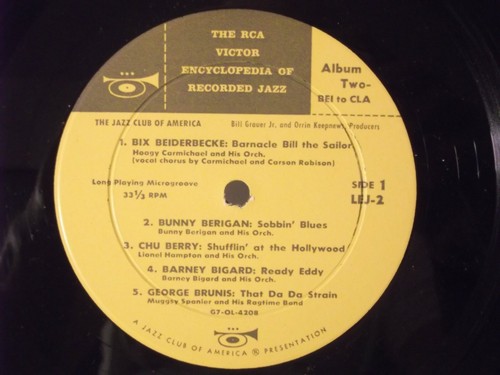 THE RCA
VICTOR
ENCYCLOPEDIA OF
RECORDED JAZZ
Album
Two-
BEI to CLA
THE JAZZ CLUB OF AMERICA
Bill Grauer Jr. and Orrin Keepnews, Producers
1. BIX BEIDERBECKE: Barnacle Bill the Sailor
Hoagy Carmichael and His Orch.
(vocal chorus by Carmichael and Carson Robison)
Long Playing Microgroove
33 1/3 RPM
SIDE 1
LEJ-2
2. BUNNY BERIGAN: Sobbin' Blues
Bunny Berigan and His Orch.
3. CHU BERRY: Shufflin' at the Hollywood
Lionel Hampton and His Orch.
4. BARNEY BIGARD: Ready Eddy
Barney Bigard and His Orch.
5. GEORGE BRUNIS: That Da Da Strain
Muggsy Spanier and His Ragtime Band
G7-OL-4308
A JAZZ CLUB OF AMERICA PRESENTATION